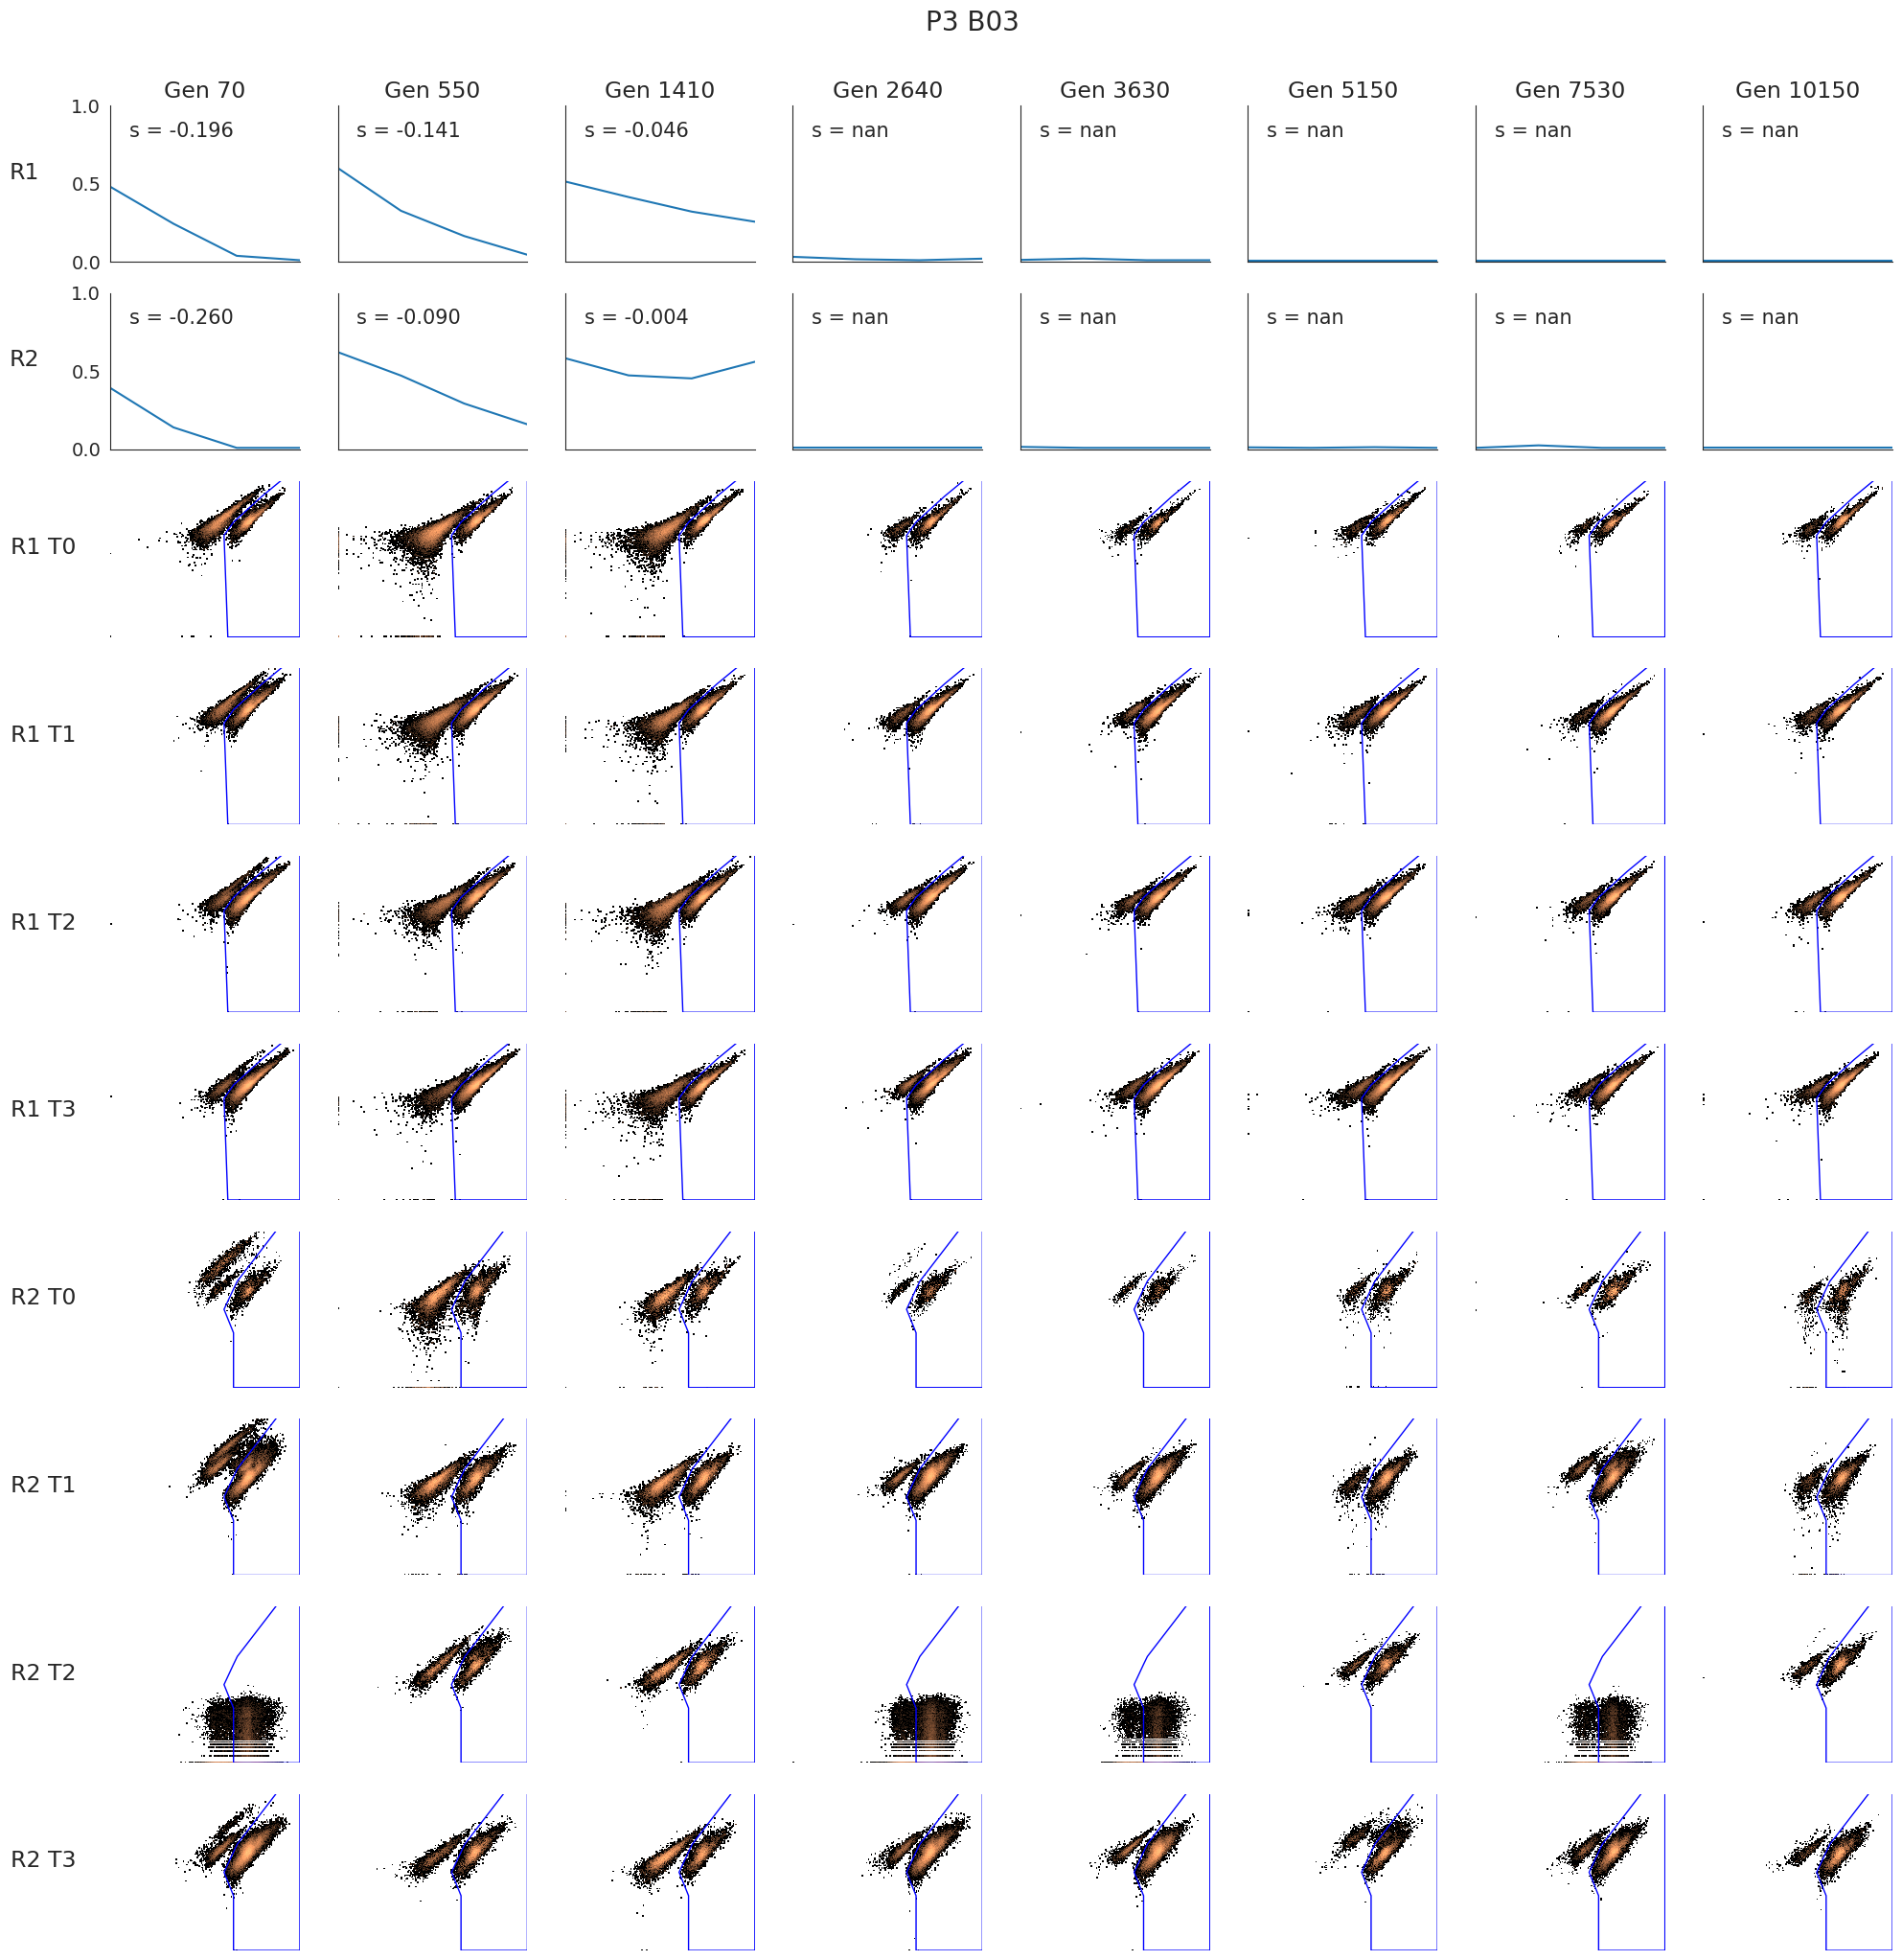 P3 B03
Gen 70 Gen 550 Gen 1410 Gen 2640 Gen 3630 Gen 5150 Gen 7530 Gen 10150
1.0
s = -0.196 s = -0.141 s = -0.046 s = nan s = nan s = nan s = nan s = nan
R1
0.5
0.0
1.0
s = -0.260 s = -0.090 s = -0.004 s = nan s = nan s = nan s = nan s = nan
R2
0.5
0.0
R1 T0
R1 T1
R1 T2
R1 T3
R2 T0
R2 T1
R2 T2
R2 T3